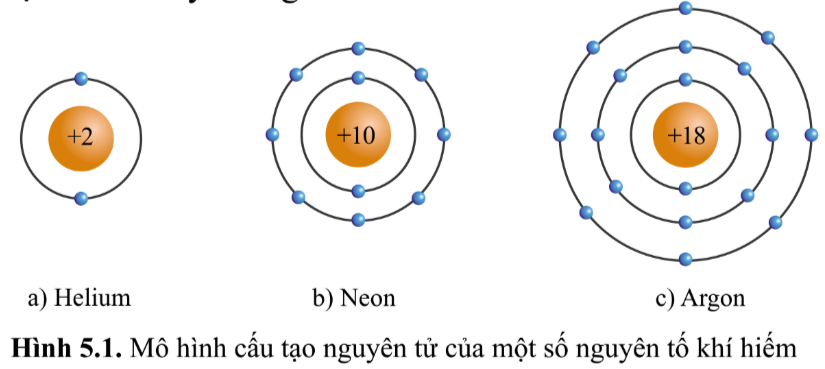 +2
+10
+18
a) Helium
b) Neon
c) Argon
Hình 5.1. Mô hình cấu tạo nguyên tử của một số nguyên tố khí hiếm